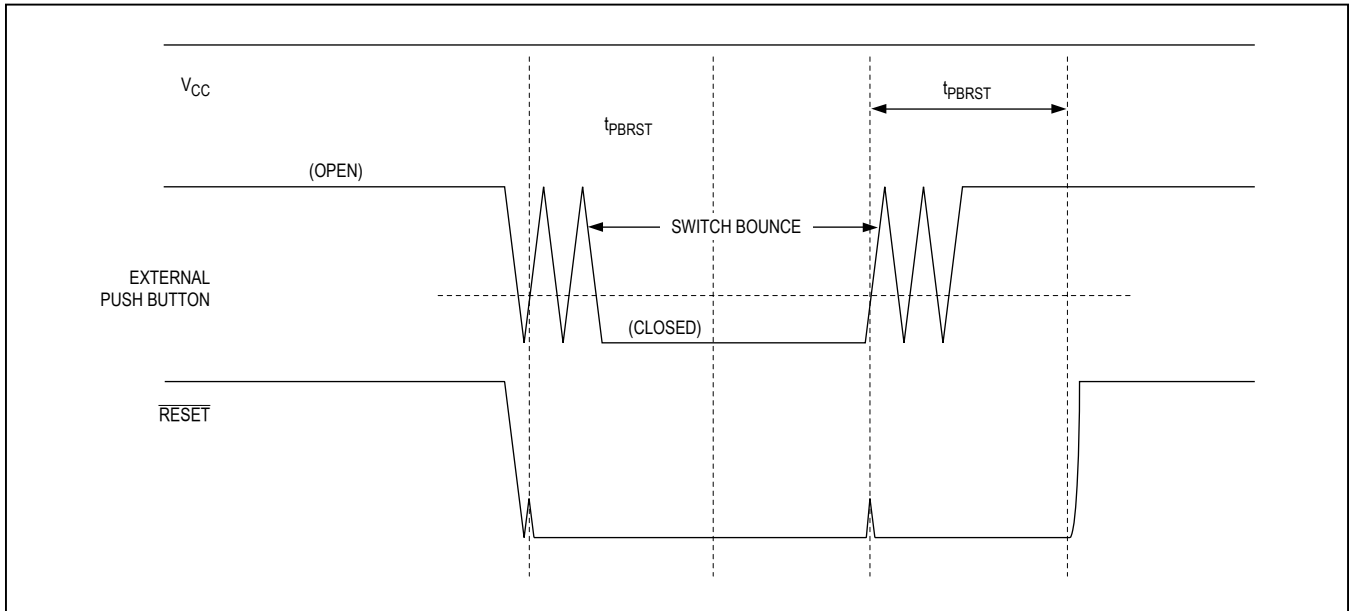 V_CC
t_PBRST
t_PBRST
(OPEN)
SWITCH BOUNCE
EXTERNAL
PUSH BUTTON
(CLOSED)
RESET